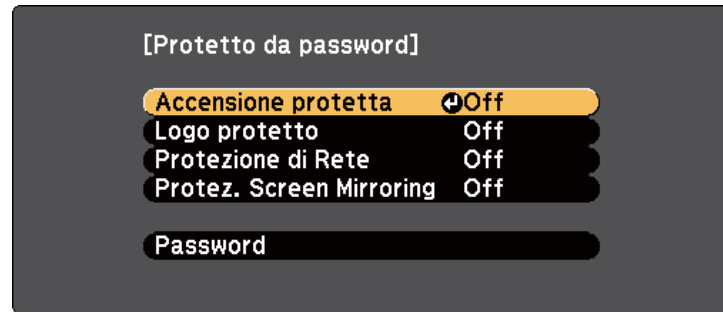 [Protetto da password]
Accensione protetta Off
Logo protetto Off
Protezione di Rete Off
Protez. Screen Mirroring Off
Password